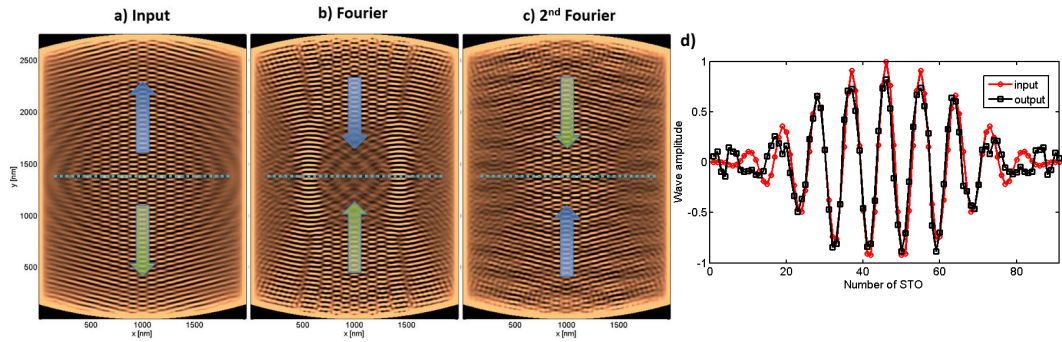 a) Input
b) Fourier
c) 2nd Fourier
d)
2500
2000
1500
1000
500
y [nm]
500 1000 1500
x [nm]
500 1000 1500
x [nm]
500 1000 1500
x [nm]
1
0.5
0
-0.5
-1
Wave amplitude
input
output
0 20 40 60 80
Number of STO